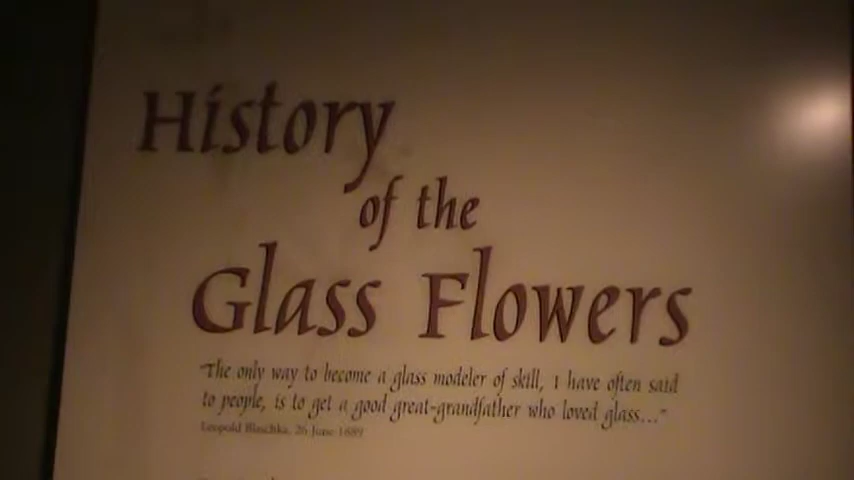 History
of the
Glass Flowers
"The only way to become a glass modeler of skill, I have often said
to people, is to get a good great-grandfather who loved glass..."
Leopold Blaschka, 26 June 1889